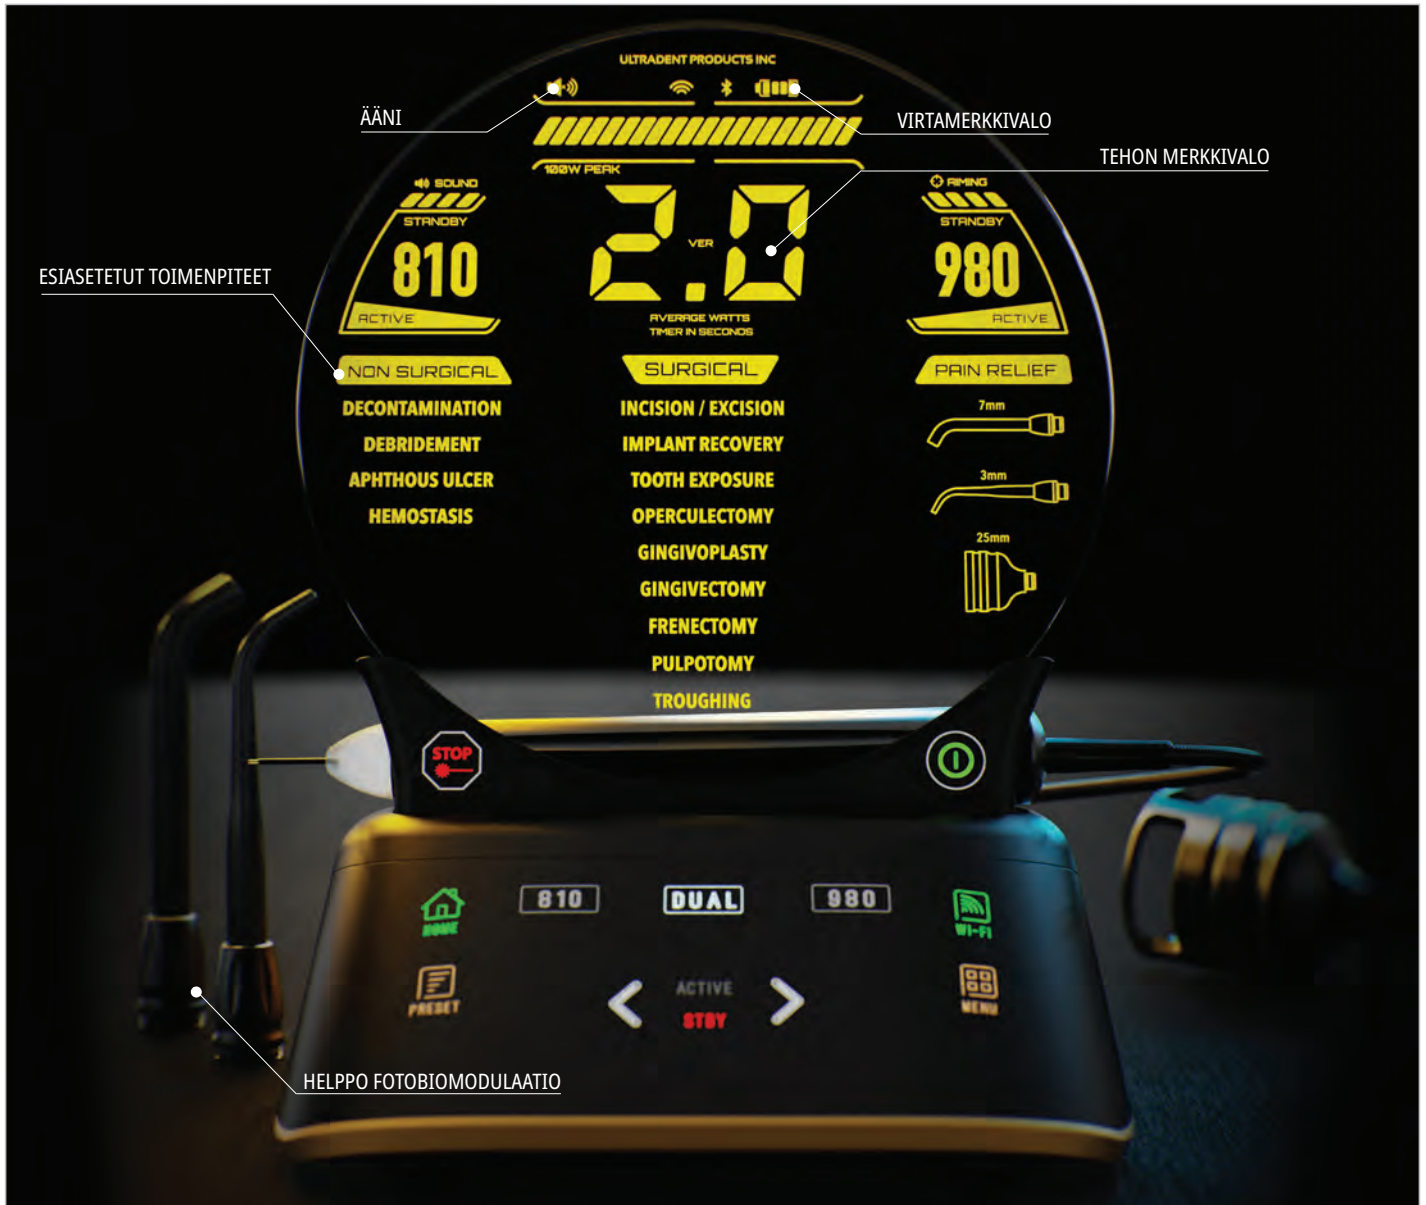 ULTRADENT PRODUCTS INC
ÄÄNI
VIRTAMERKKIVALO
TEHON MERKKIVALO
100W PEAK
SOUND
STANDBY
810
ACTIVE
2.0
VER
AVERAGE WATTS
TIMER IN SECONDS
AIMING
STANDBY
980
ACTIVE
ESIASETETUT TOIMENPITEET
NON SURGICAL
DECONTAMINATION
DEBRIDEMENT
APHTHOUS ULCER
HEMOSTASIS
SURGICAL
INCISION / EXCISION
IMPLANT RECOVERY
TOOTH EXPOSURE
OPERCULECTOMY
GINGIVOPLASTY
GINGIVECTOMY
FRENECTOMY
PULPOTOMY
TROUGHING
PAIN RELIEF
7mm
3mm
25mm
STOP
HOME
810
DUAL
980
WI-FI
PRESET
ACTIVE
STBY
MENU
HELPPO FOTOBIOMODULAATIO